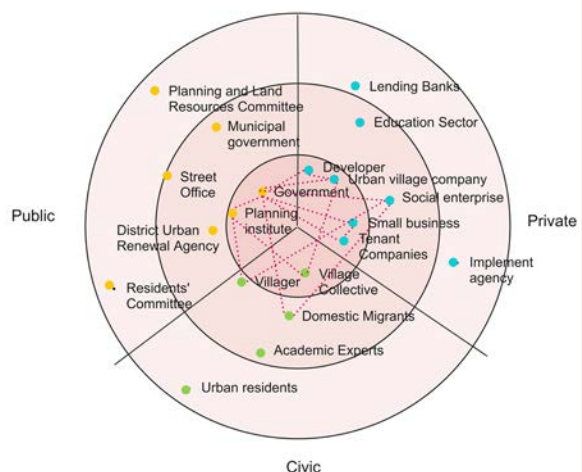 Planning and Land
Resources Committee
Lending Banks
Municipal
government
Education Sector
Street
Office
Developer
Urban village company
Government
Social enterprise
Public
Planning
institute
Small business
Private
District Urban
Renewal Agency
Tenant
Companies
Residents'
Committee
Villager
Village
Collective
Implement
agency
Domestic Migrants
Academic Experts
Urban residents
Civic